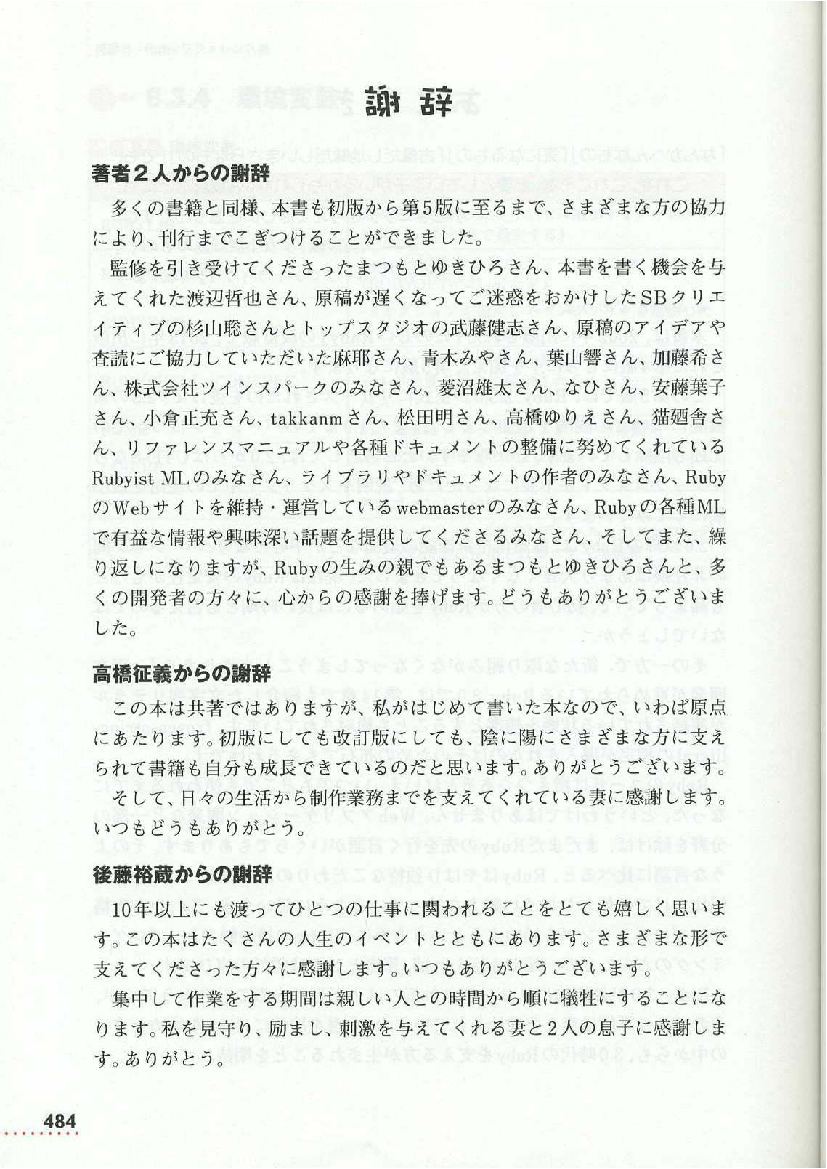 謝辞
著者2人からの謝辞
多くの書籍と同様、本書も初版から第5版に至るまで、さまざまな方の協力
により、刊行までこぎつけることができました。
監修を引き受けてくださったまつもとゆきひろさん、本書を書く機会を与
えてくれた渡辺哲也さん、原稿が遅くなってご迷惑をおかけしたSBクリエ
イティブの杉山聡さんとトップスタジオの武藤健志さん、原稿のアイデアや
査読にご協力していただいた麻耶さん、青木みやさん、葉山響さん、加藤希さ
ん、株式会社ツインスパークのみなさん、菱沼雄太さん、なひさん、安藤葉子
さん、小倉正充さん、takkanmさん、松田明さん、高橋ゆりえさん、猫廼舎さ
ん、リファレンスマニュアルや各種ドキュメントの整備に努めてくれている
Rubyist MLのみなさん、ライブラリやドキュメントの作者のみなさん、Ruby
のWebサイトを維持・運営しているwebmasterのみなさん、Rubyの各種ML
で有益な情報や興味深い話題を提供してくださるみなさん、そしてまた、繰
り返しになりますが、Rubyの生みの親でもあるまつもとゆきひろさんと、多
くの開発者の方々に、心からの感謝を捧げます。どうもありがとうございま
した。
高橋征義からの謝辞
この本は共著ではありますが、私がはじめて書いた本なので、いわば原点
にあたります。初版にしても改訂版にしても、陰に陽にさまざまな方に支え
られて書籍も自分も成長できているのだと思います。ありがとうございます。
そして、日々の生活から制作業務までを支えてくれている妻に感謝します。
いつもどうもありがとう。
後藤裕蔵からの謝辞
10年以上にも渡ってひとつの仕事に関われることをとても嬉しく思いま
す。この本はたくさんの人生のイベントとともにあります。さまざまな形で
支えてくださった方々に感謝します。いつもありがとうございます。
集中して作業をする期間は親しい人との時間から順に犠牲にすることにな
ります。私を見守り、励まし、刺激を与えてくれる妻と2人の息子に感謝しま
す。ありがとう。
484